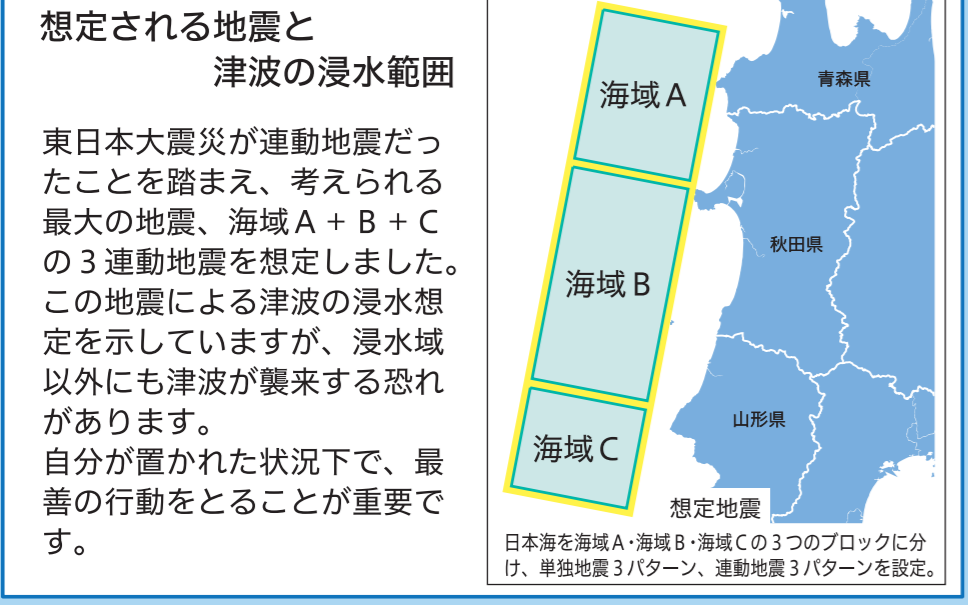 想定される地震と
津波の浸水範囲
東日本大震災が連動地震だっ
たことを踏まえ、考えられる
最大の地震、海域A+B+C
の3連動地震を想定しました。
この地震による津波の浸水想
定を示していますが、浸水域
以外にも津波が襲来する恐れ
があります。
自分が置かれた状況下で、最
善の行動をとることが重要で
す。
海域A
青森県
秋田県
海域B
山形県
海域C
想定地震
日本海を海域A・海域B・海域Cの3つのブロックに分
け、単独地震3パターン、連動地震3パターンを設定。